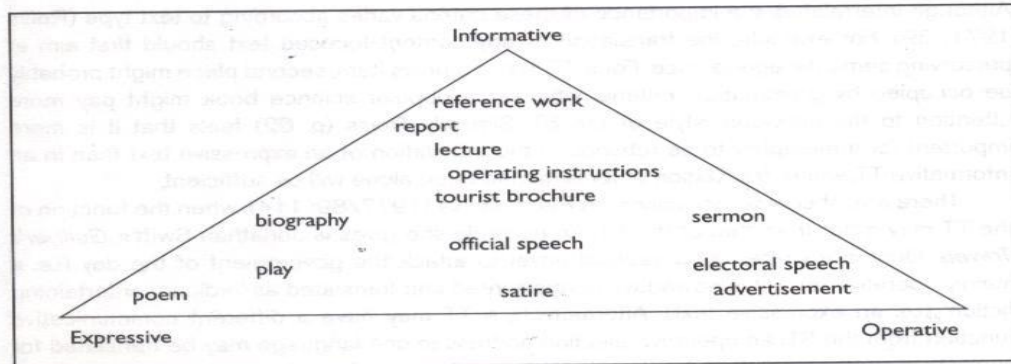 Informative
reference work
report
lecture
operating instructions
tourist brochure
biography sermon
official speech
play electoral speech
poem satire advertisement
Expressive Operative